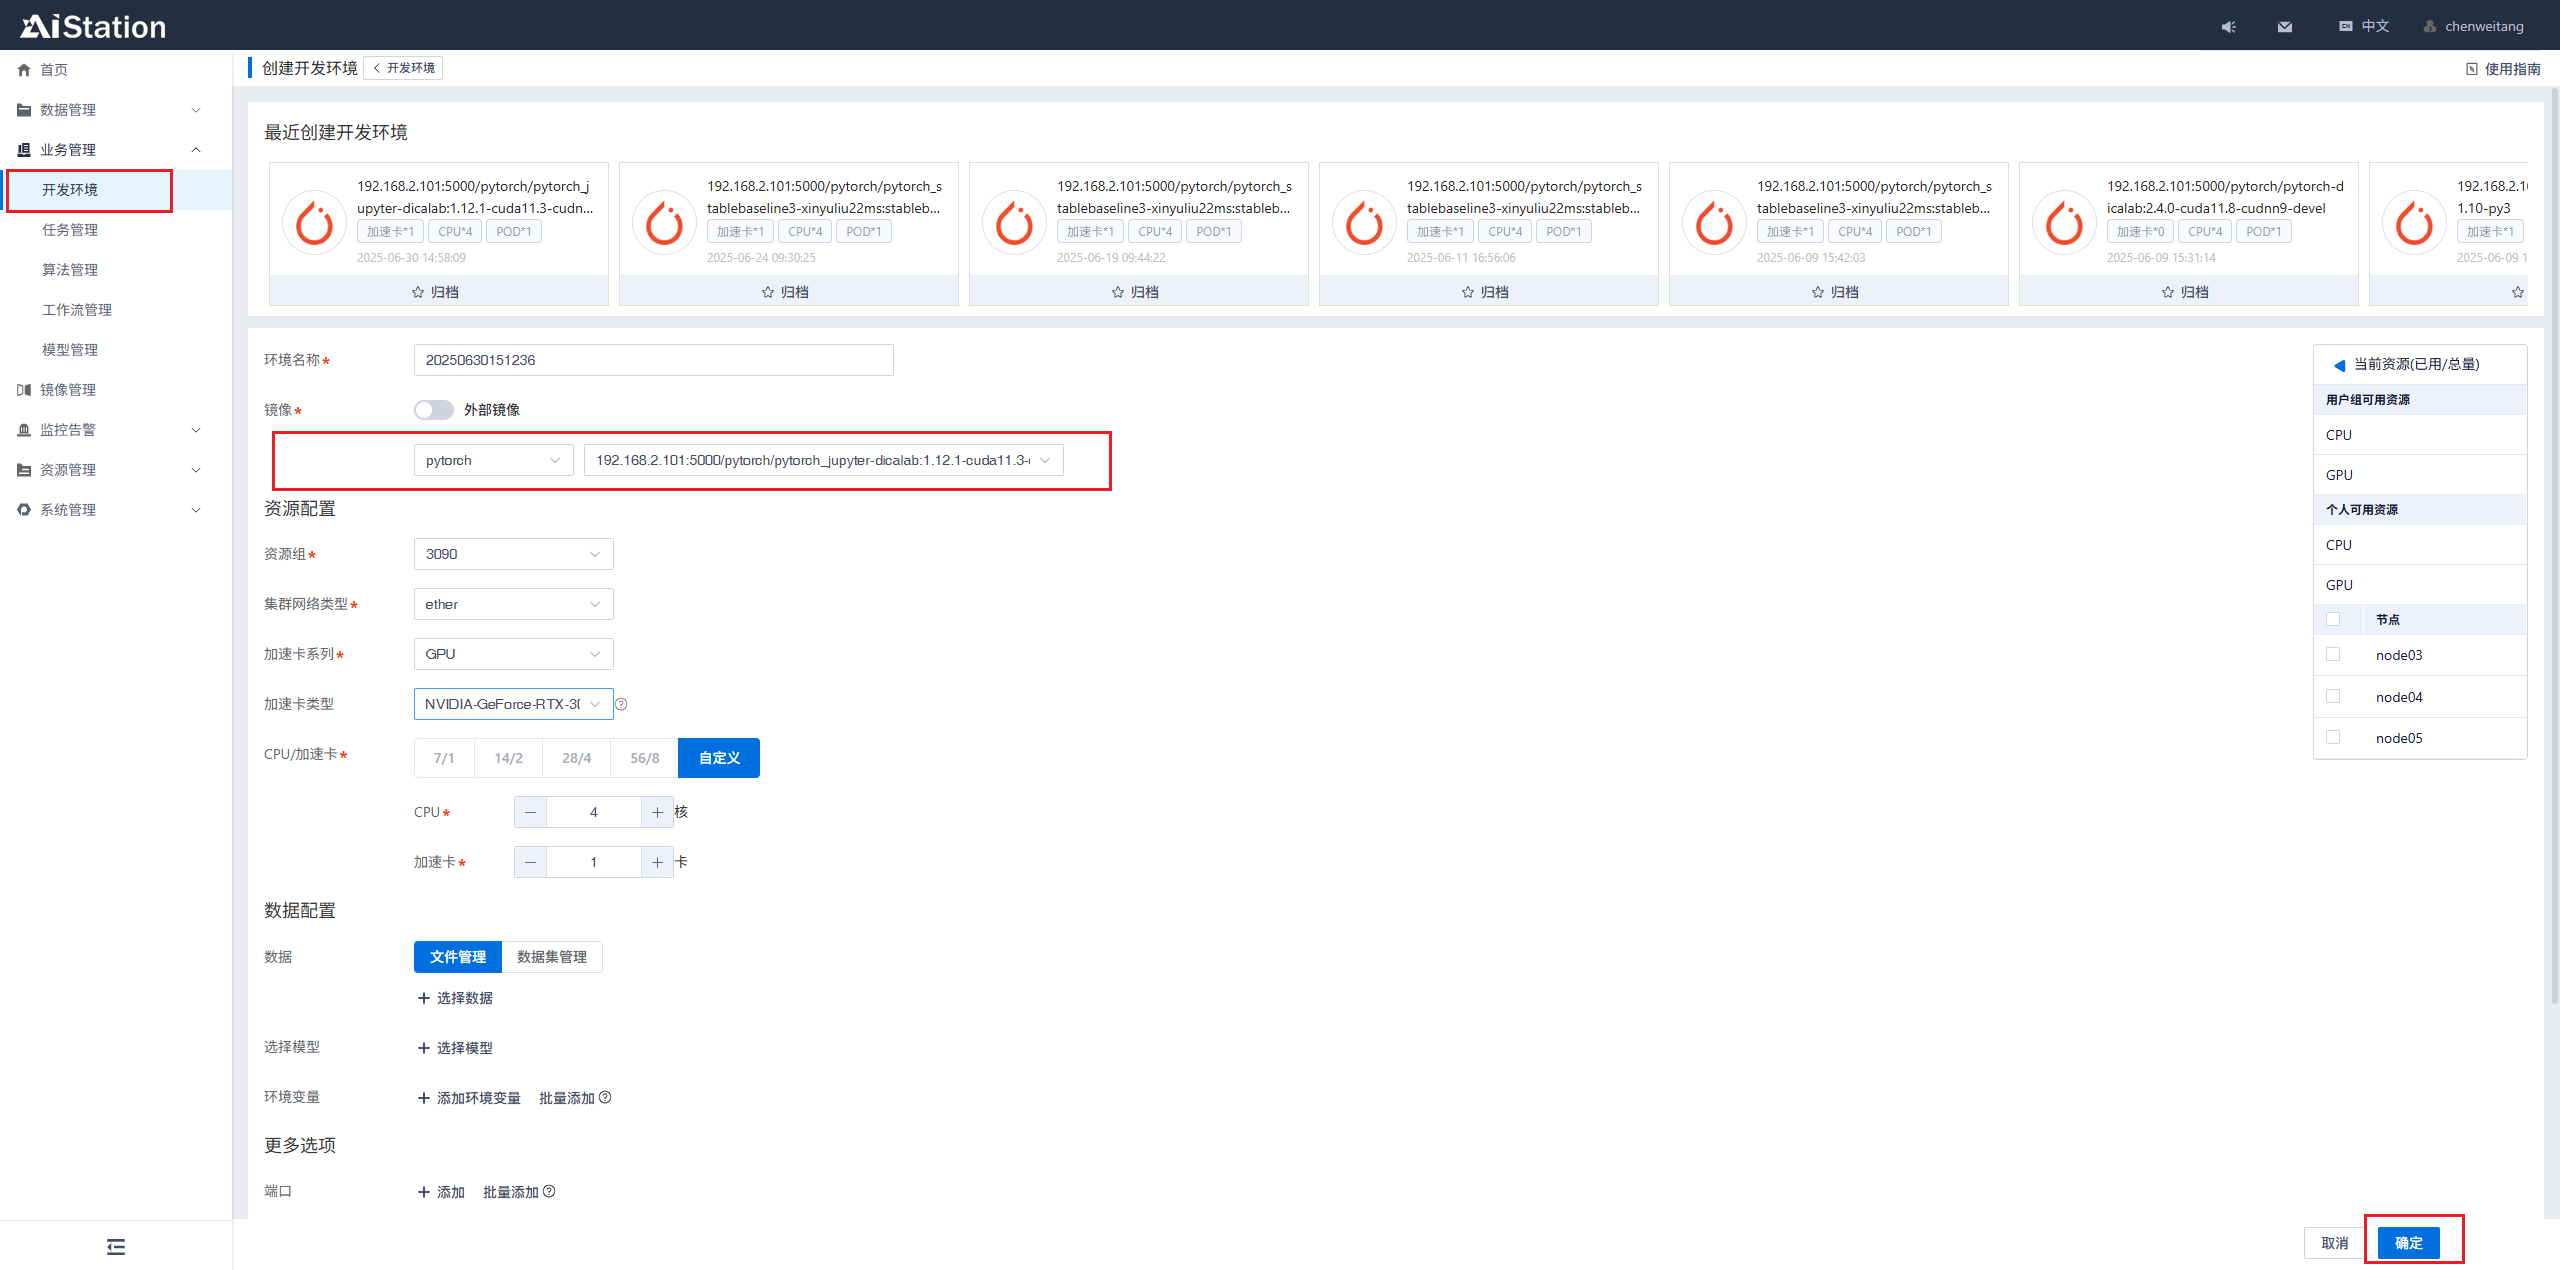 AiStation
中文
chenweitang
首页
数据管理
业务管理
开发环境
任务管理
算法管理
工作流管理
模型管理
镜像管理
监控告警
资源管理
系统管理
创建开发环境
开发环境
使用指南
最近创建开发环境
192.168.2.101:5000/pytorch/pytorch_j
upyter-dicalab:1.12.1-cuda11.3-cudn...
加速卡*1 CPU*4 POD*1
2025-06-30 14:58:09
归档
192.168.2.101:5000/pytorch/pytorch_s
tablebaseline3-xinyuliu22ms:stableb...
加速卡*1 CPU*4 POD*1
2025-06-24 09:30:25
归档
192.168.2.101:5000/pytorch/pytorch_s
tablebaseline3-xinyuliu22ms:stableb...
加速卡*1 CPU*4 POD*1
2025-06-19 09:44:22
归档
192.168.2.101:5000/pytorch/pytorch_s
tablebaseline3-xinyuliu22ms:stableb...
加速卡*1 CPU*4 POD*1
2025-06-11 16:56:06
归档
192.168.2.101:5000/pytorch/pytorch_s
tablebaseline3-xinyuliu22ms:stableb...
加速卡*1 CPU*4 POD*1
2025-06-09 15:42:03
归档
192.168.2.101:5000/pytorch/pytorch-d
icalab:2.4.0-cuda11.8-cudnn9-devel
加速卡*0 CPU*4 POD*1
2025-06-09 15:31:14
归档
192.168.2.1
1.10-py3
加速卡*1
2025-06-09 1
环境名称* 20250630151236
镜像* 外部镜像
pytorch 192.168.2.101:5000/pytorch/pytorch_jupyter-dicalab:1.12.1-cuda11.3-
资源配置
资源组* 3090
集群网络类型* ether
加速卡系列* GPU
加速卡类型 NVIDIA-GeForce-RTX-30
CPU/加速卡* 7/1 14/2 28/4 56/8 自定义
CPU* 4 核
加速卡* 1 卡
数据配置
数据 文件管理 数据集管理
选择数据
选择模型 选择模型
环境变量 添加环境变量 批量添加
更多选项
端口 添加 批量添加
当前资源(已用/总量)
用户组可用资源
CPU
GPU
个人可用资源
CPU
GPU
节点
node03
node04
node05
取消 确定